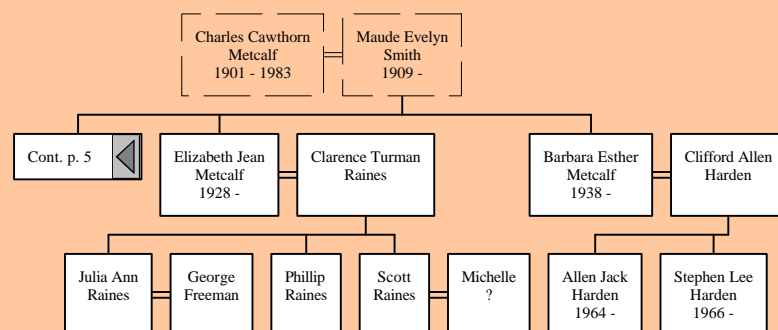 Charles Cawthorn
Metcalf
1901 - 1983
Maude Evelyn
Smith
1909 -
Cont. p. 5
Elizabeth Jean
Metcalf
1928 -
Clarence Turman
Raines
Barbara Esther
Metcalf
1938 -
Clifford Allen
Harden
Julia Ann
Raines
George
Freeman
Phillip
Raines
Scott
Raines
Michelle
?
Allen Jack
Harden
1964 -
Stephen Lee
Harden
1966 -